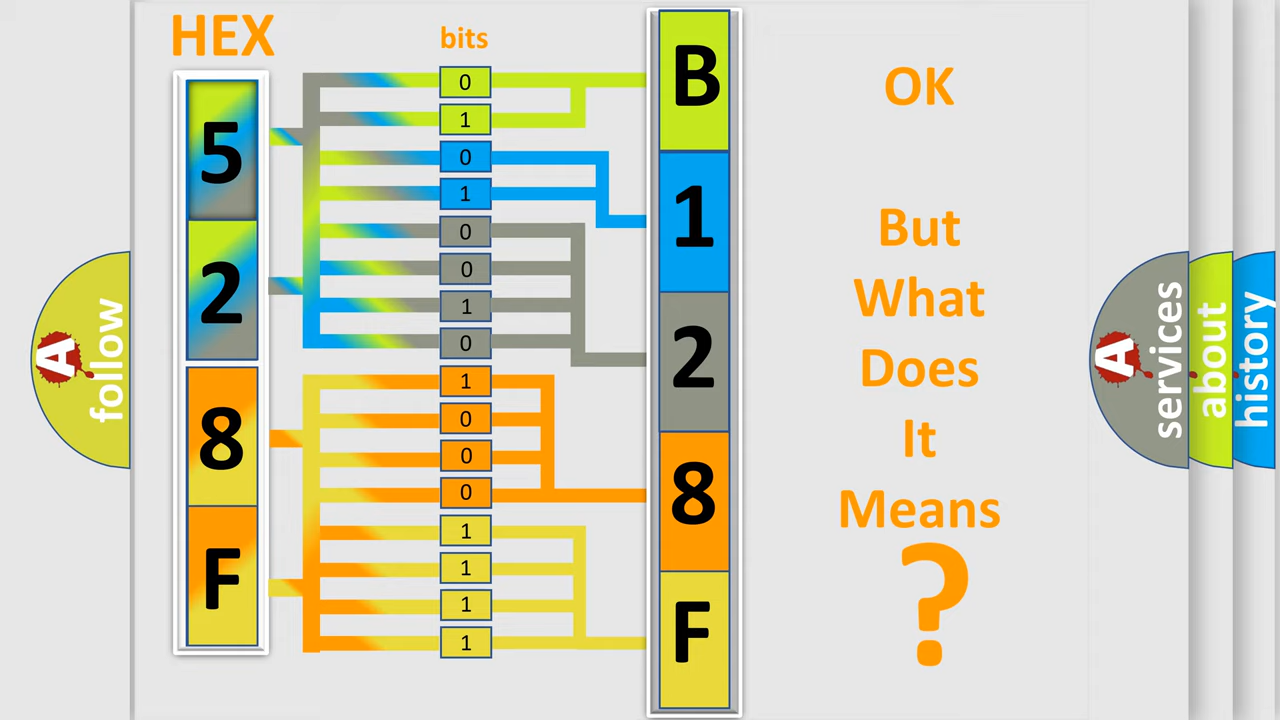 HEX
bits
5
2
8
F
0
1
0
1
0
0
1
0
1
0
0
0
1
1
1
1
B
1
2
8
F
OK
But
What
Does
It
Means
?
A
follow
A
services
about
history